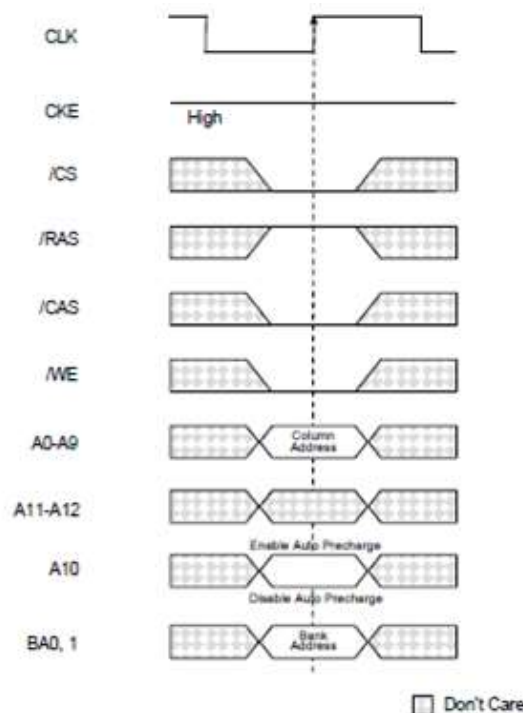 CLK
CKE
High
/CS
/RAS
/CAS
/WE
A0-A9
Column
Address
A11-A12
Enable Auto Precharge
A10
Disable Auto Precharge
BA0, 1
Bank
Address
Don't Care